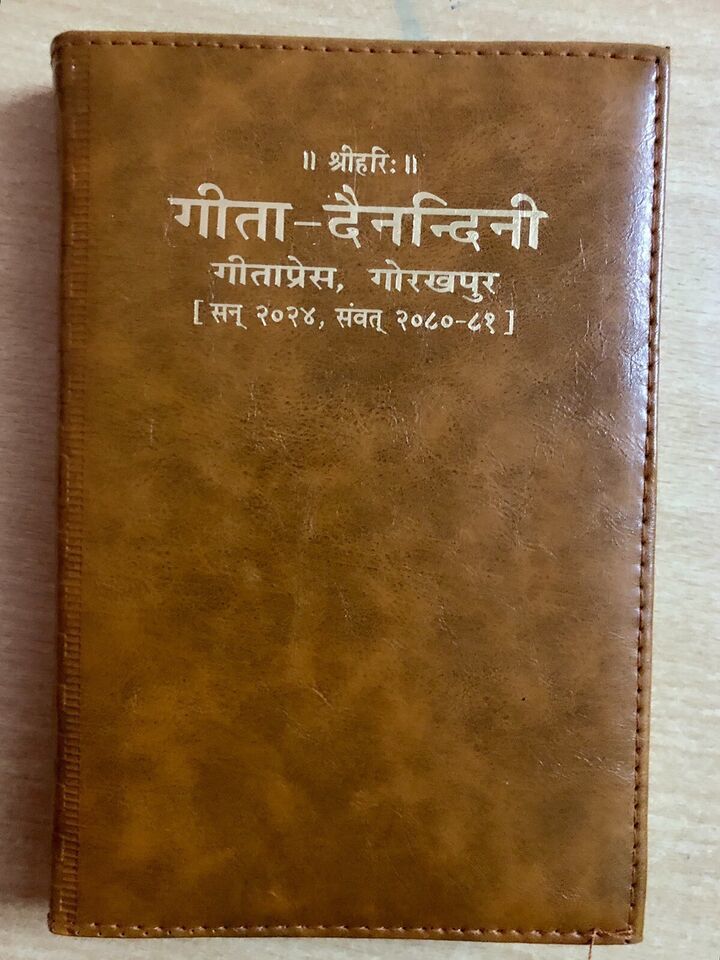 ॥ श्रीहरिः ॥
गीता-दैनन्दिनी
गीताप्रेस, गोरखपुर
[ सन् २०२४, संवत् २०८०-८१ ]